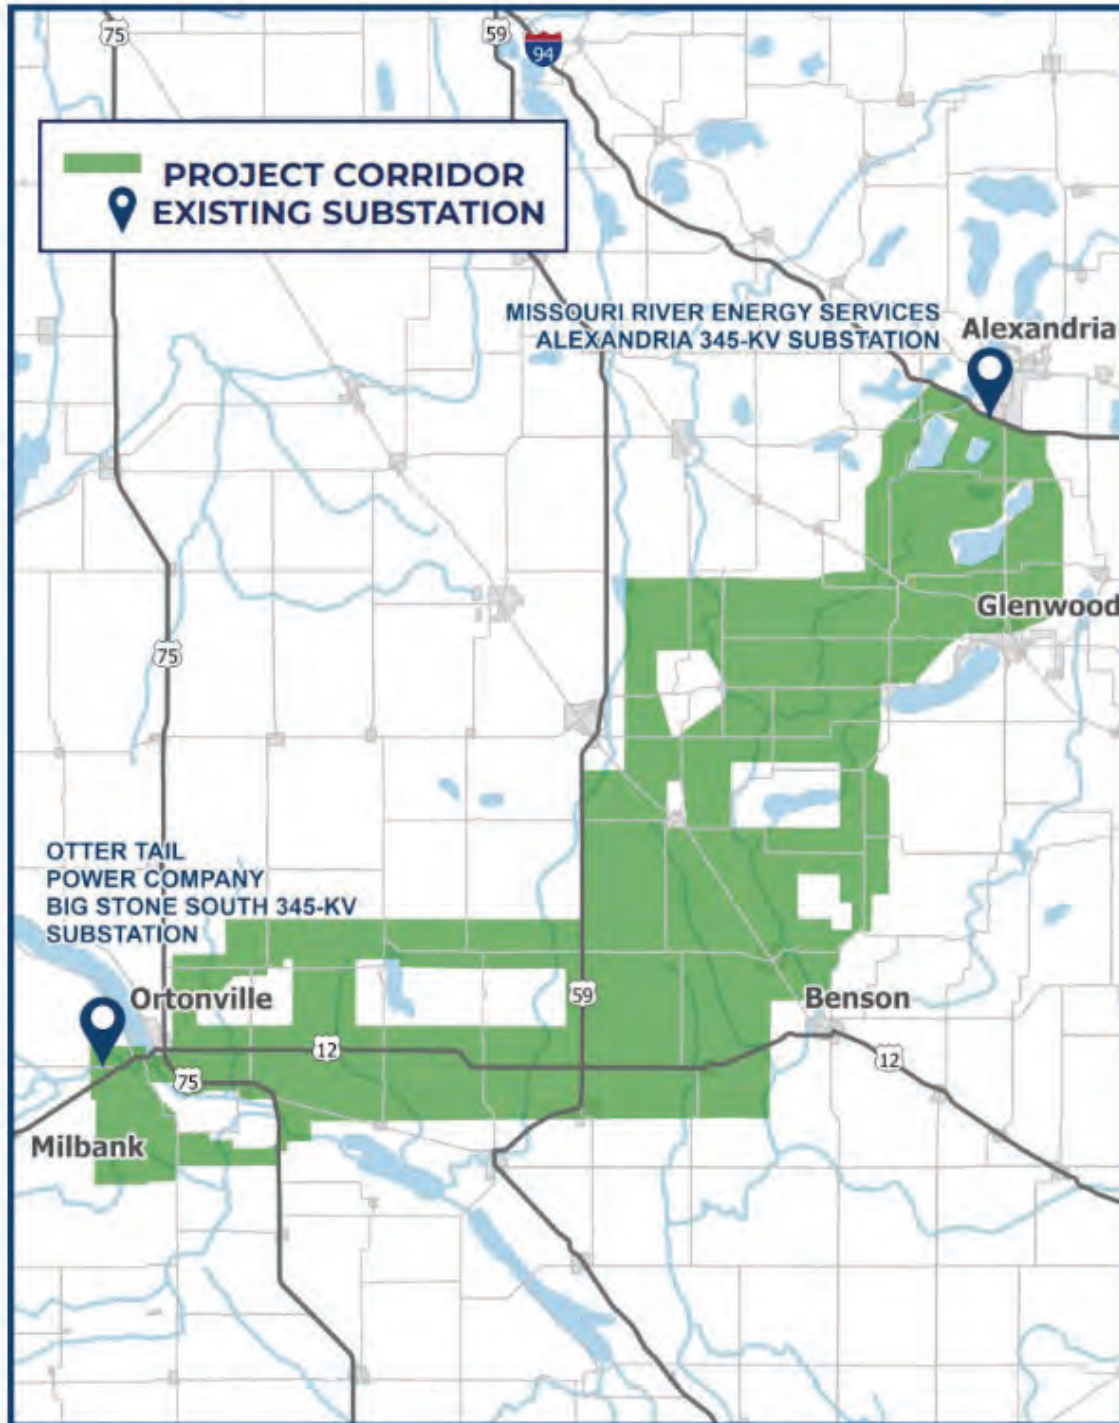 75
59
94
PROJECT CORRIDOR
EXISTING SUBSTATION
MISSOURI RIVER ENERGY SERVICES
ALEXANDRIA 345-KV SUBSTATION
Alexandria
Glenwood
75
OTTER TAIL
POWER COMPANY
BIG STONE SOUTH 345-KV
SUBSTATION
Ortonville
59
Benson
12
12
75
Milbank